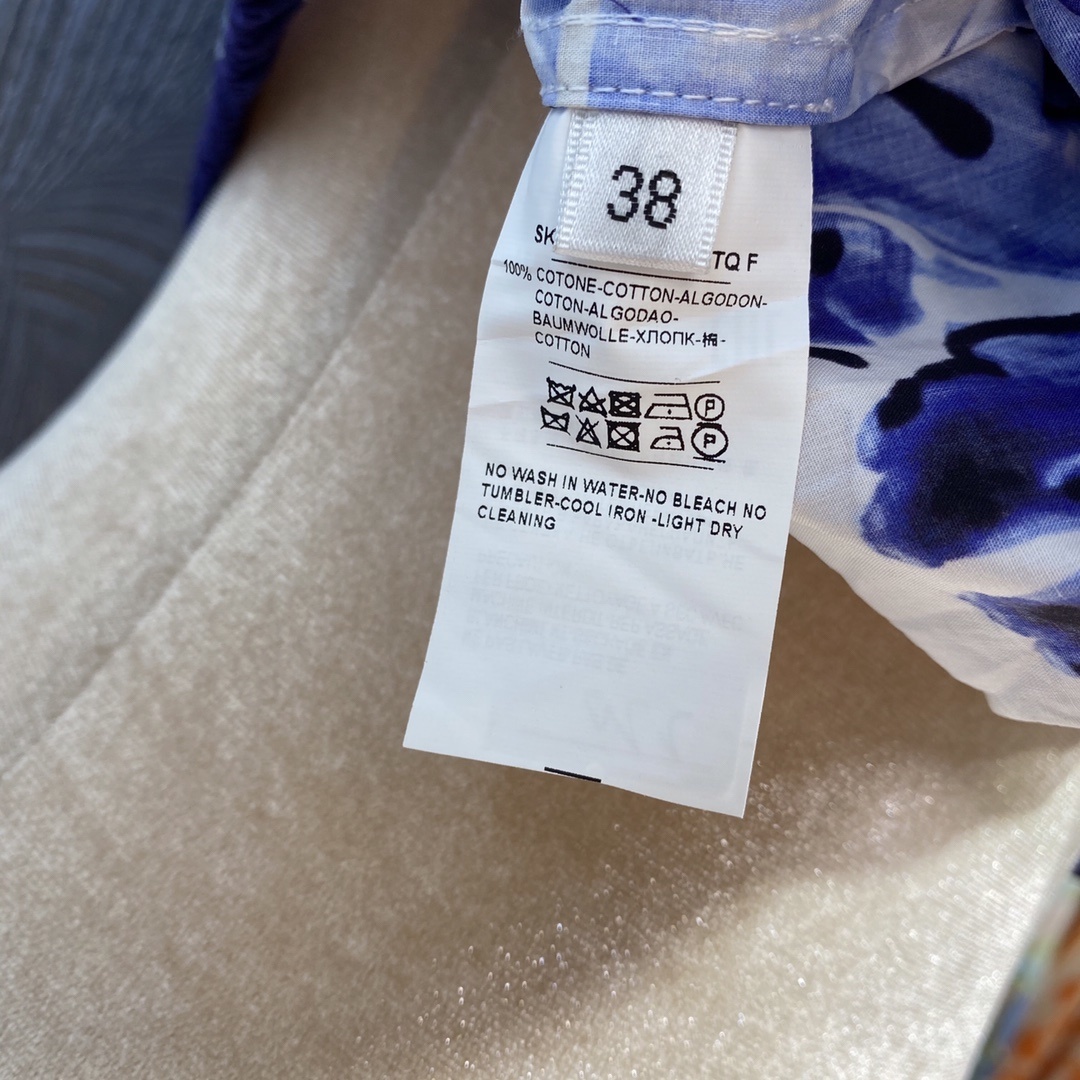 38
SK TQ F
100% COTONE-COTTON-ALGODON-
COTON-ALGODAO-
BAUMWOLLE-ХЛОПК-棉-
COTTON
P
P
NO WASH IN WATER-NO BLEACH NO
TUMBLER-COOL IRON -LIGHT DRY
CLEANING